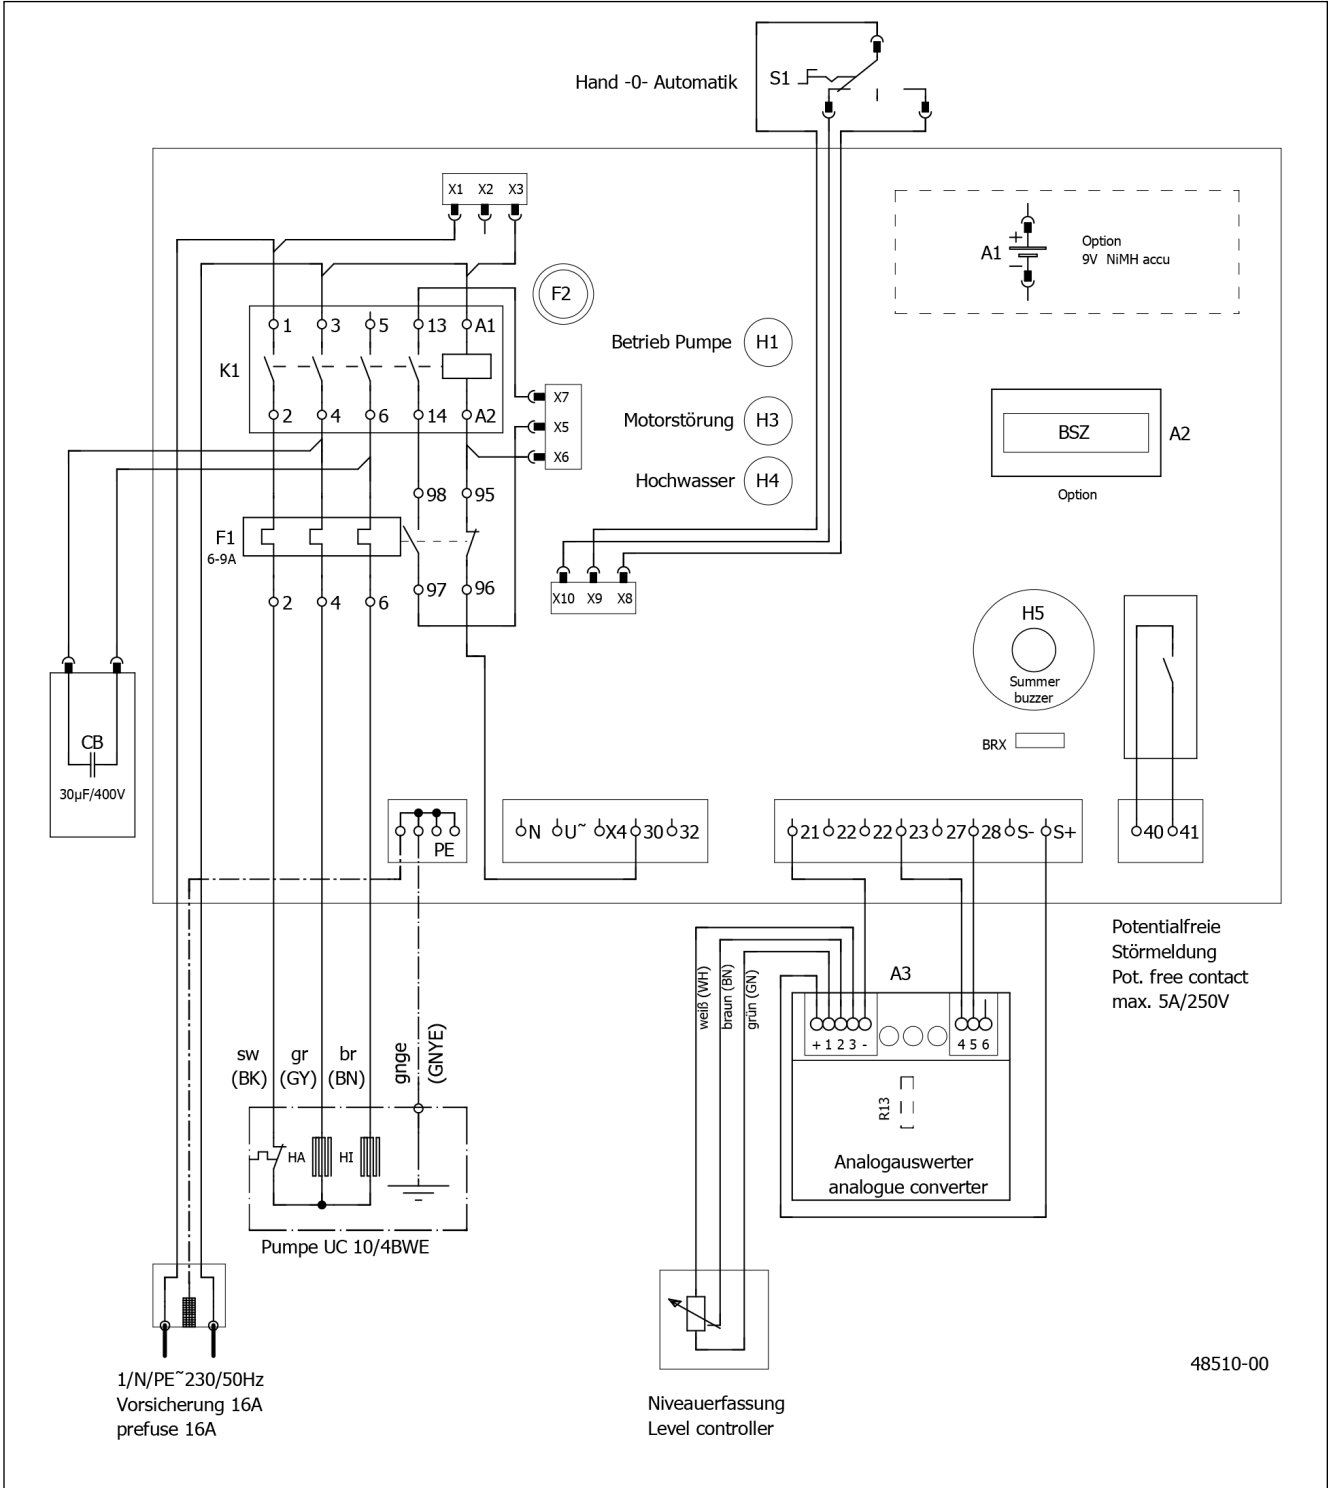 Hand -0- Automatik
S1
X1 X2 X3
A1
+
−
Option
9V NiMH accu
F2
1 3 5 13 A1
Betrieb Pumpe H1
K1
X7
2 4 6 14 A2
Motorstörung H3
X5
BSZ
A2
X6
Hochwasser H4
98 95
Option
F1
6-9A
97 96
X10 X9 X8
2 4 6
H5
Summer
buzzer
CB
BRX
30µF/400V
N U~ X4 30 32
21 22 22 23 27 28 S- S+
40 41
PE
Potentialfreie
Störmeldung
Pot. free contact
max. 5A/250V
weiß (WH)
braun (BN)
grün (GN)
A3
+ 1 2 3 -
4 5 6
sw
(BK)
gr
(GY)
br
(BN)
gnge
(GNYE)
R13
HA HI
Analogauswerter
analogue converter
Pumpe UC 10/4BWE
48510-00
1/N/PE~230/50Hz
Vorsicherung 16A
prefuse 16A
Niveauerfassung
Level controller